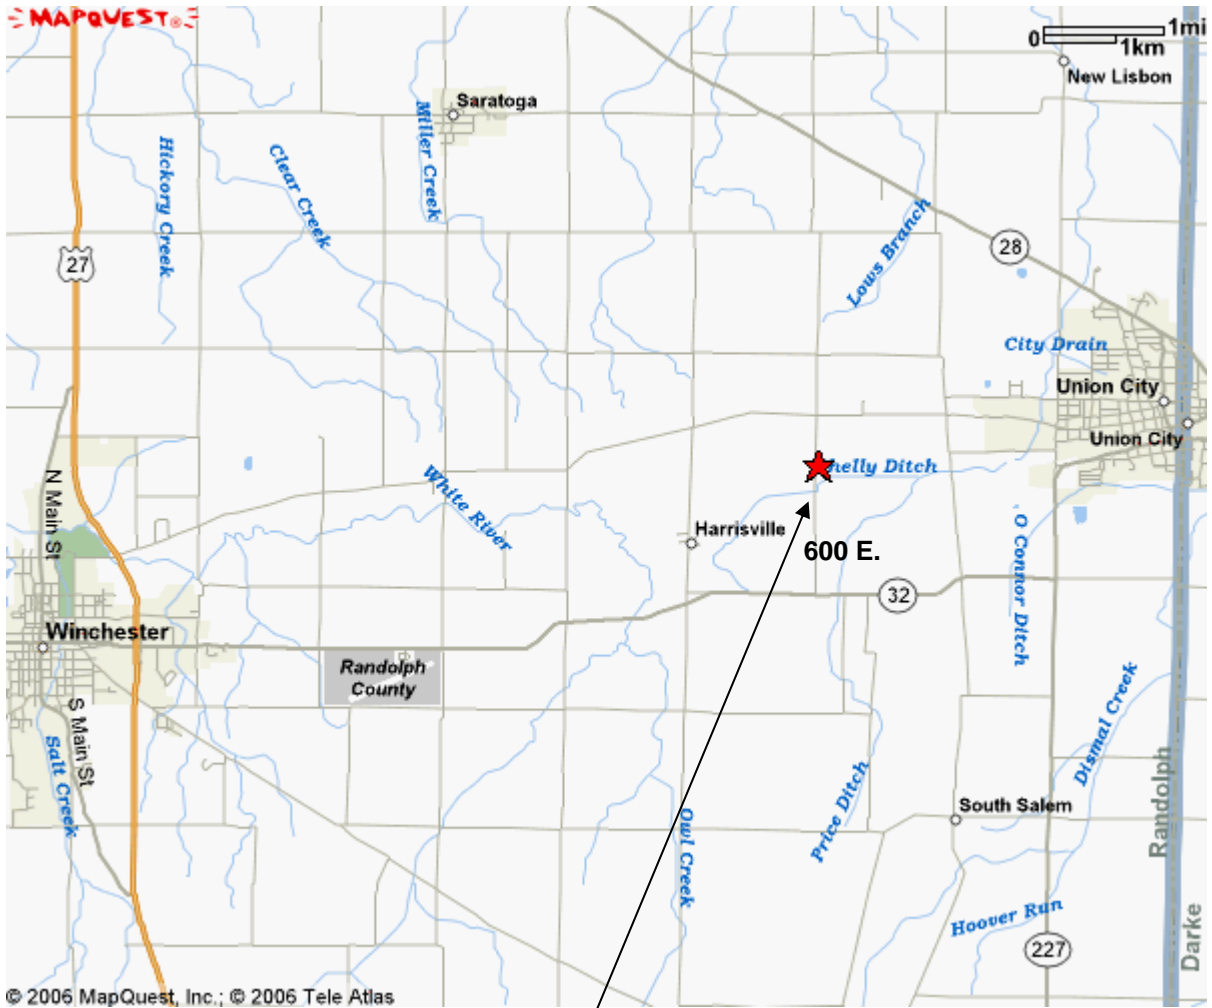 MAPQUEST®
0 1mi
1km
New Lisbon
Saratoga
Miller Creek
Hickory Creek
Clear Creek
Lows Branch
28
27
City Drain
Union City
Union City
helly Ditch
White River
N Main St
Harrisville
600 E.
O Connor Ditch
32
Winchester
Randolph
County
S Main St
Salt Creek
Dismal Creek
Price Ditch
South Salem
Owl Creek
Randolph
Hoover Run
227
Darke
© 2006 MapQuest, Inc.; © 2006 Tele Atlas